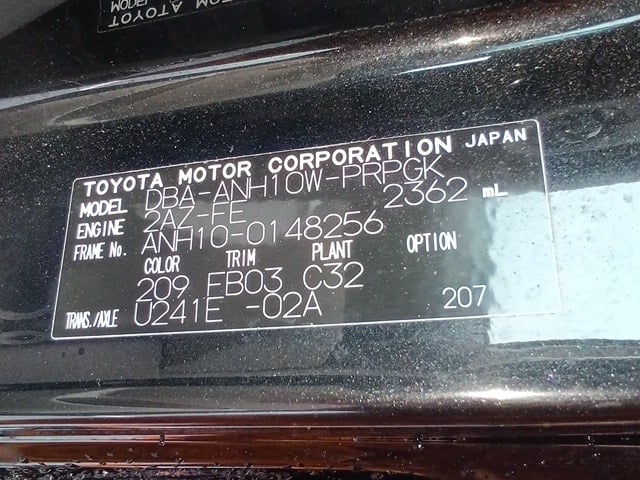 TOYOTA MOTOR CORPORATION JAPAN
MODEL DBA-ANH10W-PRPGK
ENGINE 2AZ-FE 2362 mL
FRAME No. ANH10-0148256
COLOR TRIM PLANT OPTION
209 FB03 C32
TRANS./AXLE U241E -02A 207